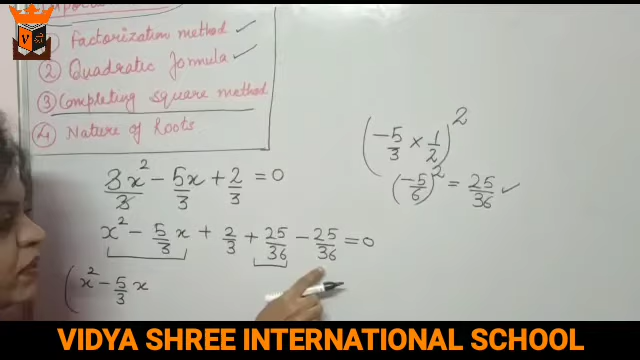 ① Factorization method ✓
② Quadratic formula ✓
③ Completing square method
④ Nature of Roots
(-5/3 × 1/2)²
(-5/6)² = 25/36 ✓
3x²/3 - 5x/3 + 2/3 = 0
x² - 5/3 x + 2/3 + 25/36 - 25/36 = 0
(x² - 5/3 x
VIDYA SHREE INTERNATIONAL SCHOOL